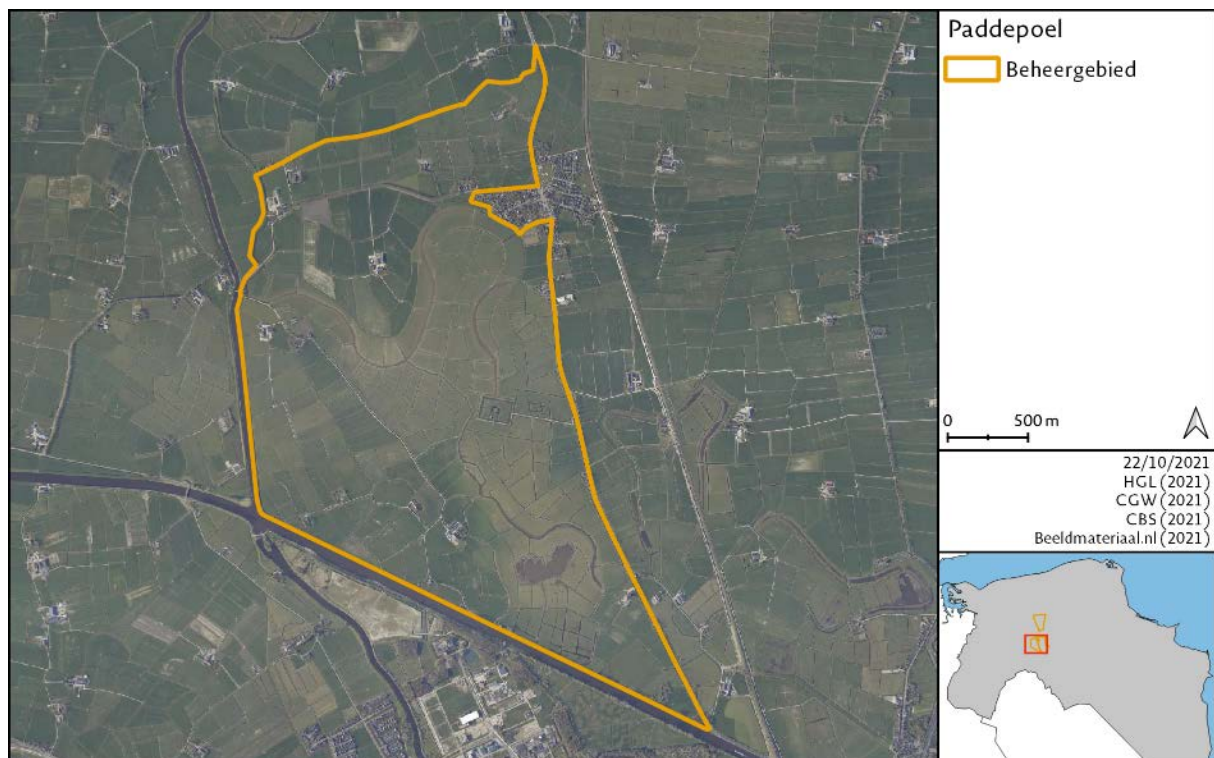 Paddepoel
Beheergebied
0 500 m
22/10/2021
HGL (2021)
CGW (2021)
CBS (2021)
Beeldmateriaal.nl (2021)